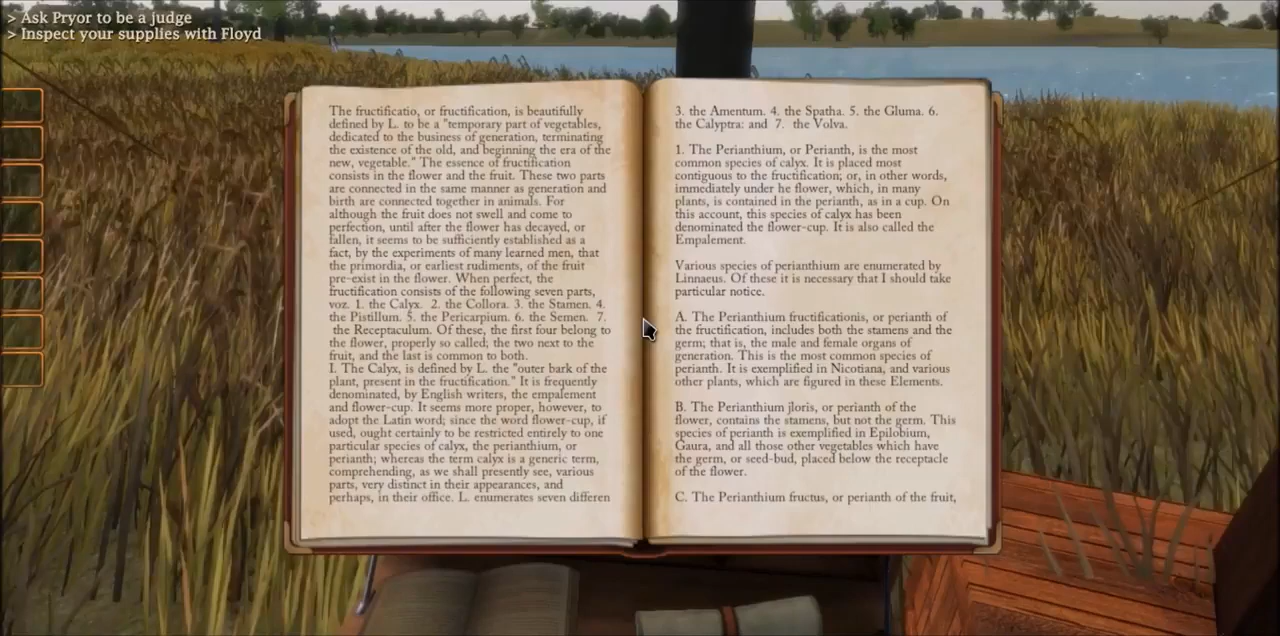 > Ask Pryor to be a judge
> Inspect your supplies with Floyd
The fructificatio, or fructification, is beautifully
defined by L. to be a "temporary part of vegetables,
dedicated to the business of generation, terminating
the existence of the old, and beginning the era of the
new, vegetable." The essence of fructification
consists in the flower and the fruit. These two parts
are connected in the same manner as generation and
birth are connected together in animals. For
although the fruit does not swell and come to
perfection, until after the flower has decayed, or
fallen, it seems to be sufficiently established as a
fact, by the experiments of many learned men, that
the primordia, or earliest rudiments, of the fruit
pre-exist in the flower. When perfect, the
fructification consists of the following seven parts,
voz. 1. the Calyx. 2. the Collora. 3. the Stamen. 4.
the Pistillum. 5. the Pericarpium. 6. the Semen. 7.
the Receptaculum. Of these, the first four belong to
the flower, properly so called; the two next to the
fruit, and the last is common to both.
I. The Calyx, is defined by L. the "outer bark of the
plant, present in the fructification." It is frequently
denominated, by English writers, the empalement
and flower-cup. It seems more proper, however, to
adopt the Latin word; since the word flower-cup, if
used, ought certainly to be restricted entirely to one
particular species of calyx, the perianthium, or
perianth; whereas the term calyx is a generic term,
comprehending, as we shall presently see, various
parts, very distinct in their appearances, and
perhaps, in their office. L. enumerates seven differen
3. the Amentum. 4. the Spatha. 5. the Gluma. 6.
the Calyptra: and 7. the Volva.
1. The Perianthium, or Perianth, is the most
common species of calyx. It is placed most
contiguous to the fructification; or, in other words,
immediately under he flower, which, in many
plants, is contained in the perianth, as in a cup. On
this account, this species of calyx has been
denominated the flower-cup. It is also called the
Empalement.
Various species of perianthium are enumerated by
Linnaeus. Of these it is necessary that I should take
particular notice.
A. The Perianthium fructificationis, or perianth of
the fructification, includes both the stamens and the
germ; that is, the male and female organs of
generation. This is the most common species of
perianth. It is exemplified in Nicotiana, and various
other plants, which are figured in these Elements.
B. The Perianthium jloris, or perianth of the
flower, contains the stamens, but not the germ. This
species of perianth is exemplified in Epilobium,
Gaura, and all those other vegetables which have
the germ, or seed-bud, placed below the receptacle
of the flower.
C. The Perianthium fructus, or perianth of the fruit,